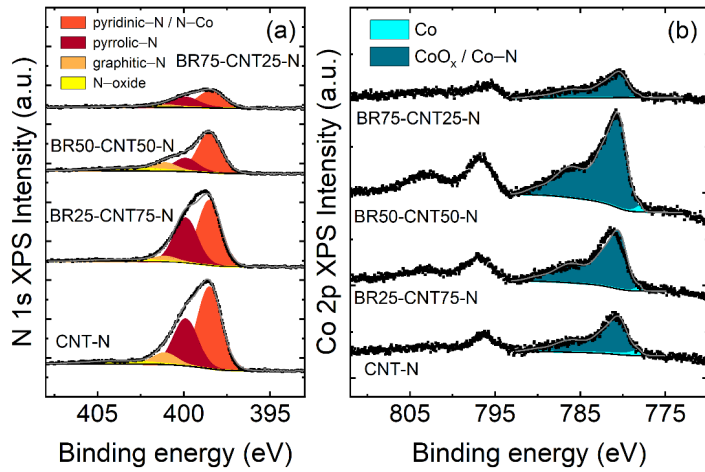 (a)
pyridinic–N / N–Co
pyrrolic–N
graphitic–N
N–oxide
BR75-CNT25-N
BR50-CNT50-N
BR25-CNT75-N
CNT-N
N 1s XPS Intensity (a.u.)
405 400 395
Binding energy (eV)
(b)
Co
CoOx / Co–N
BR75-CNT25-N
BR50-CNT50-N
BR25-CNT75-N
CNT-N
Co 2p XPS Intensity (a.u.)
805 795 785 775
Binding energy (eV)